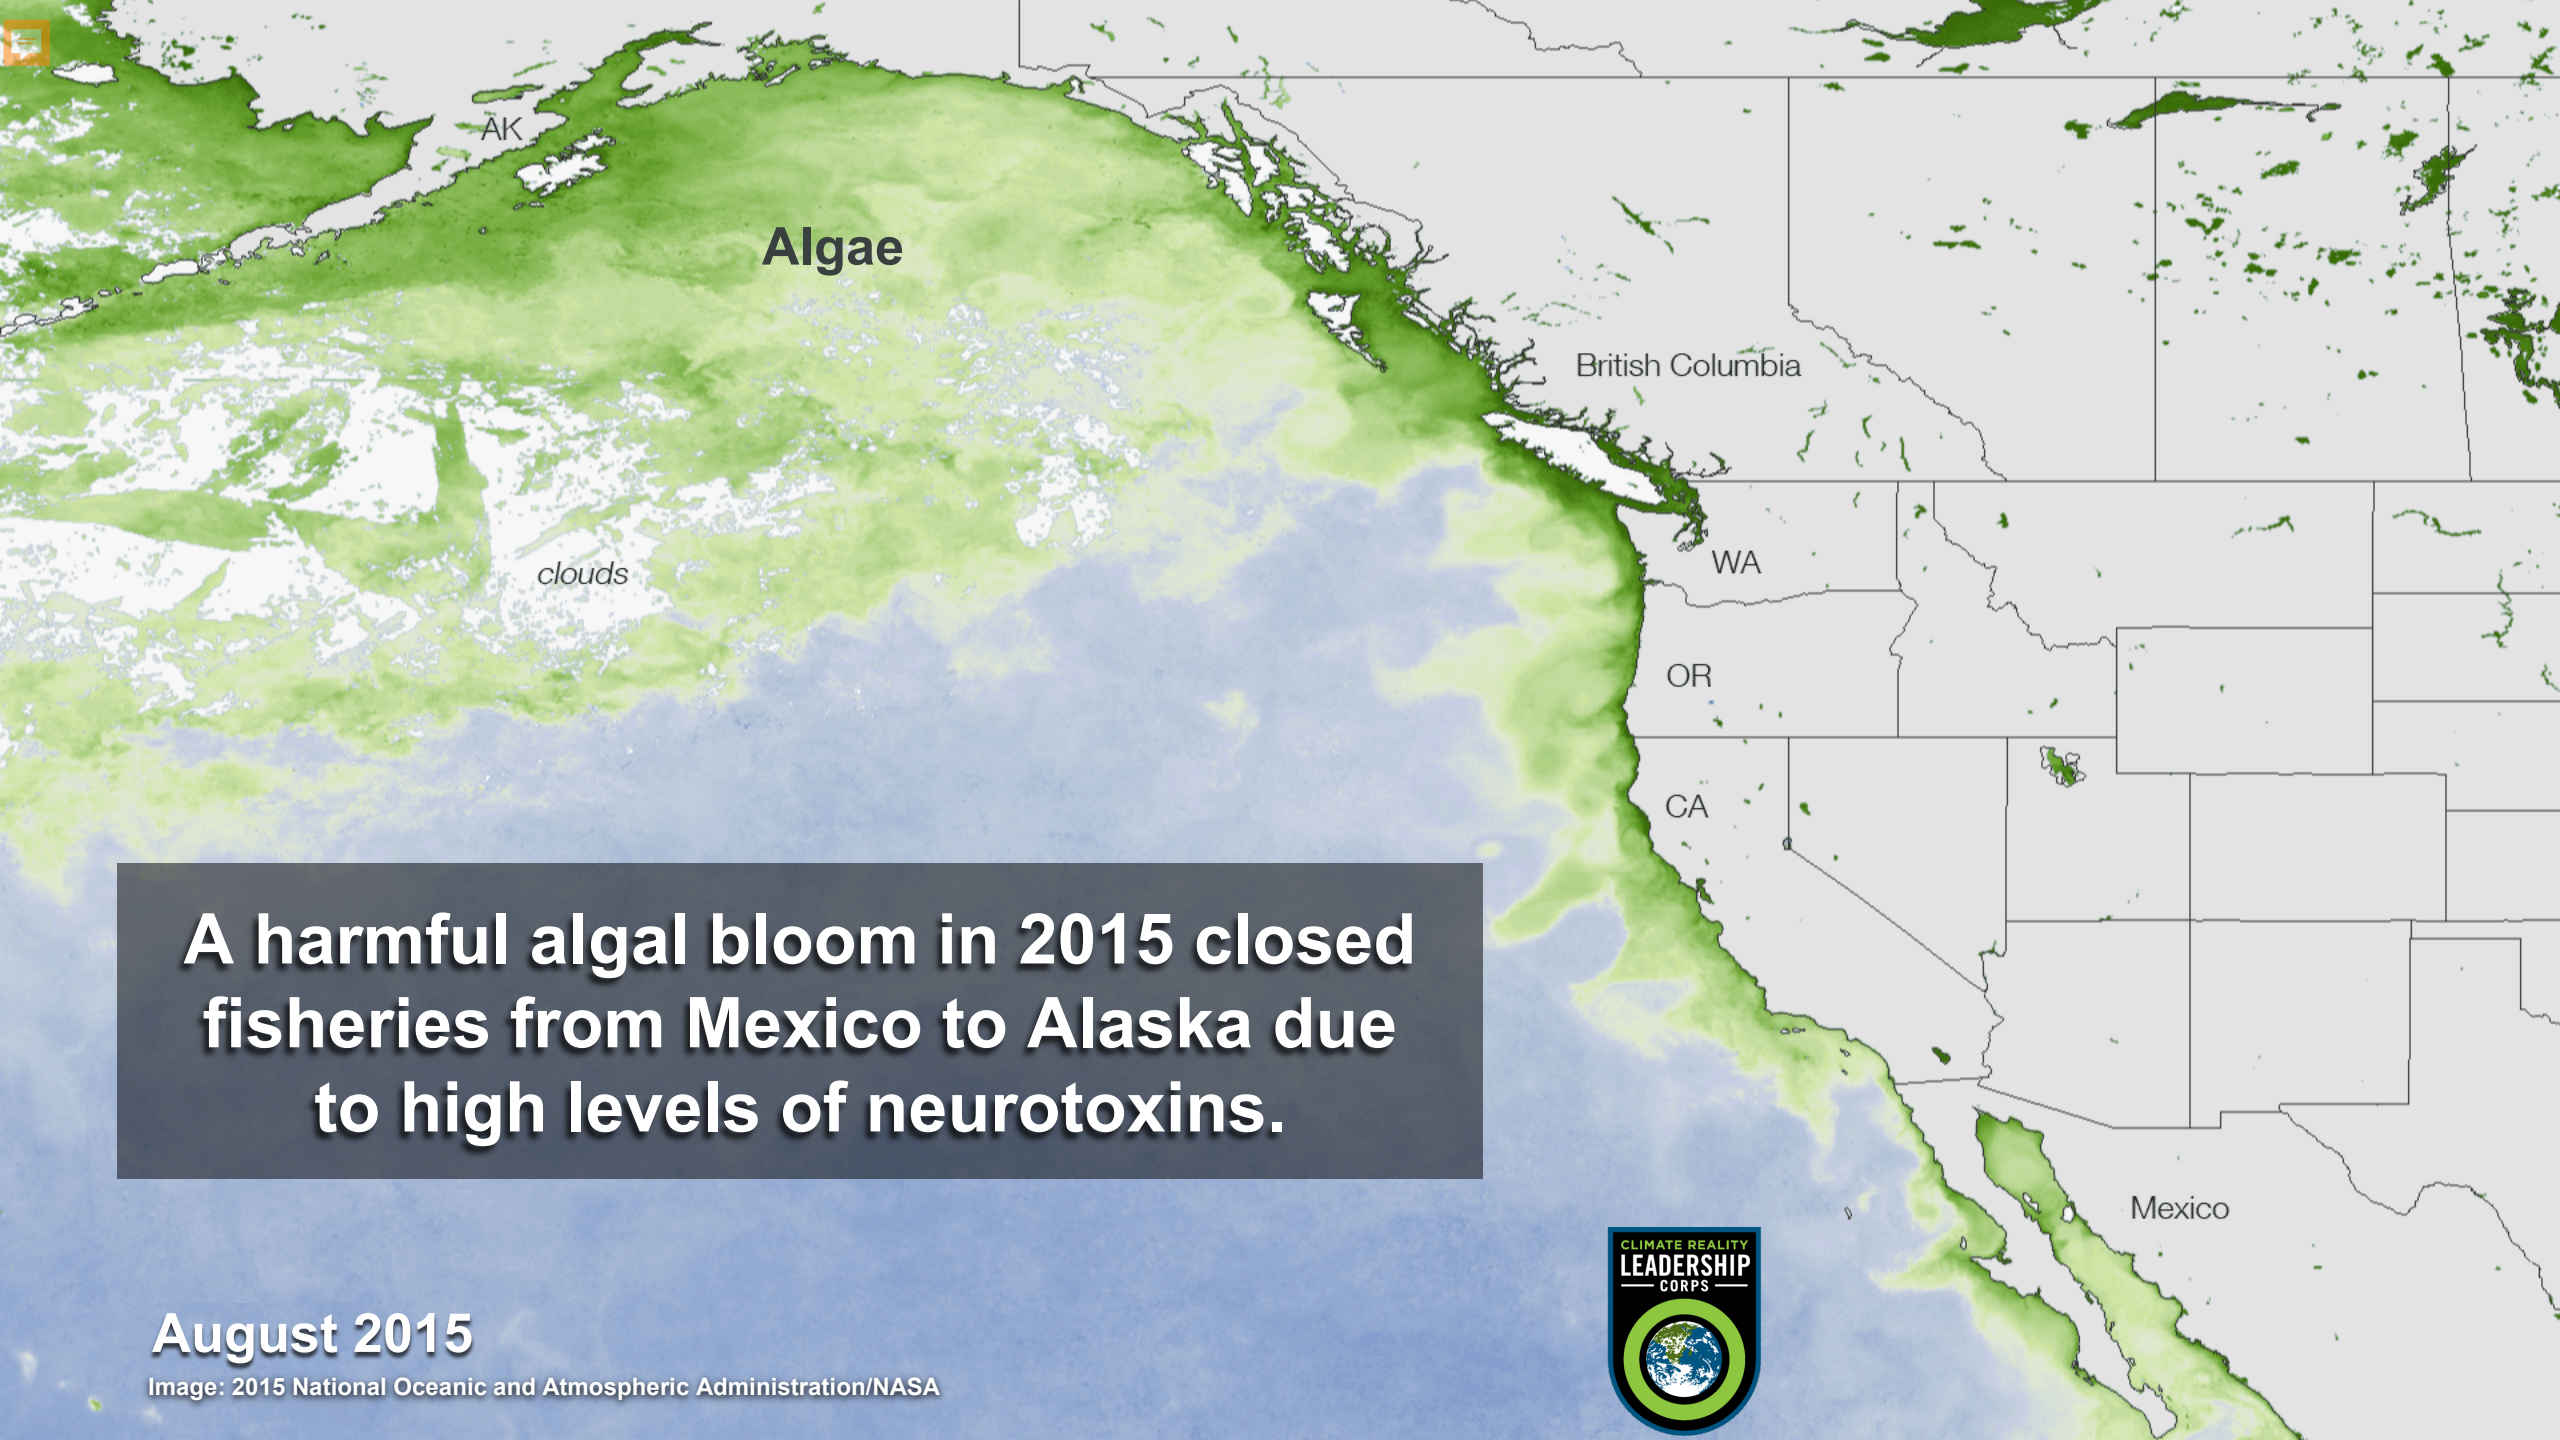 AK
Algae
British Columbia
clouds
WA
OR
CA
A harmful algal bloom in 2015 closed
fisheries from Mexico to Alaska due
to high levels of neurotoxins.
Mexico
CLIMATE REALITY
LEADERSHIP
CORPS
August 2015
Image: 2015 National Oceanic and Atmospheric Administration/NASA